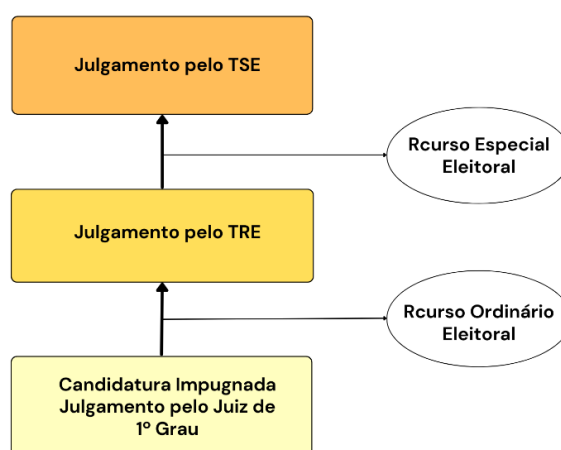 Julgamento pelo TSE
Rcurso Especial
Eleitoral
Julgamento pelo TRE
Rcurso Ordinário
Eleitoral
Candidatura Impugnada
Julgamento pelo Juiz de
1º Grau